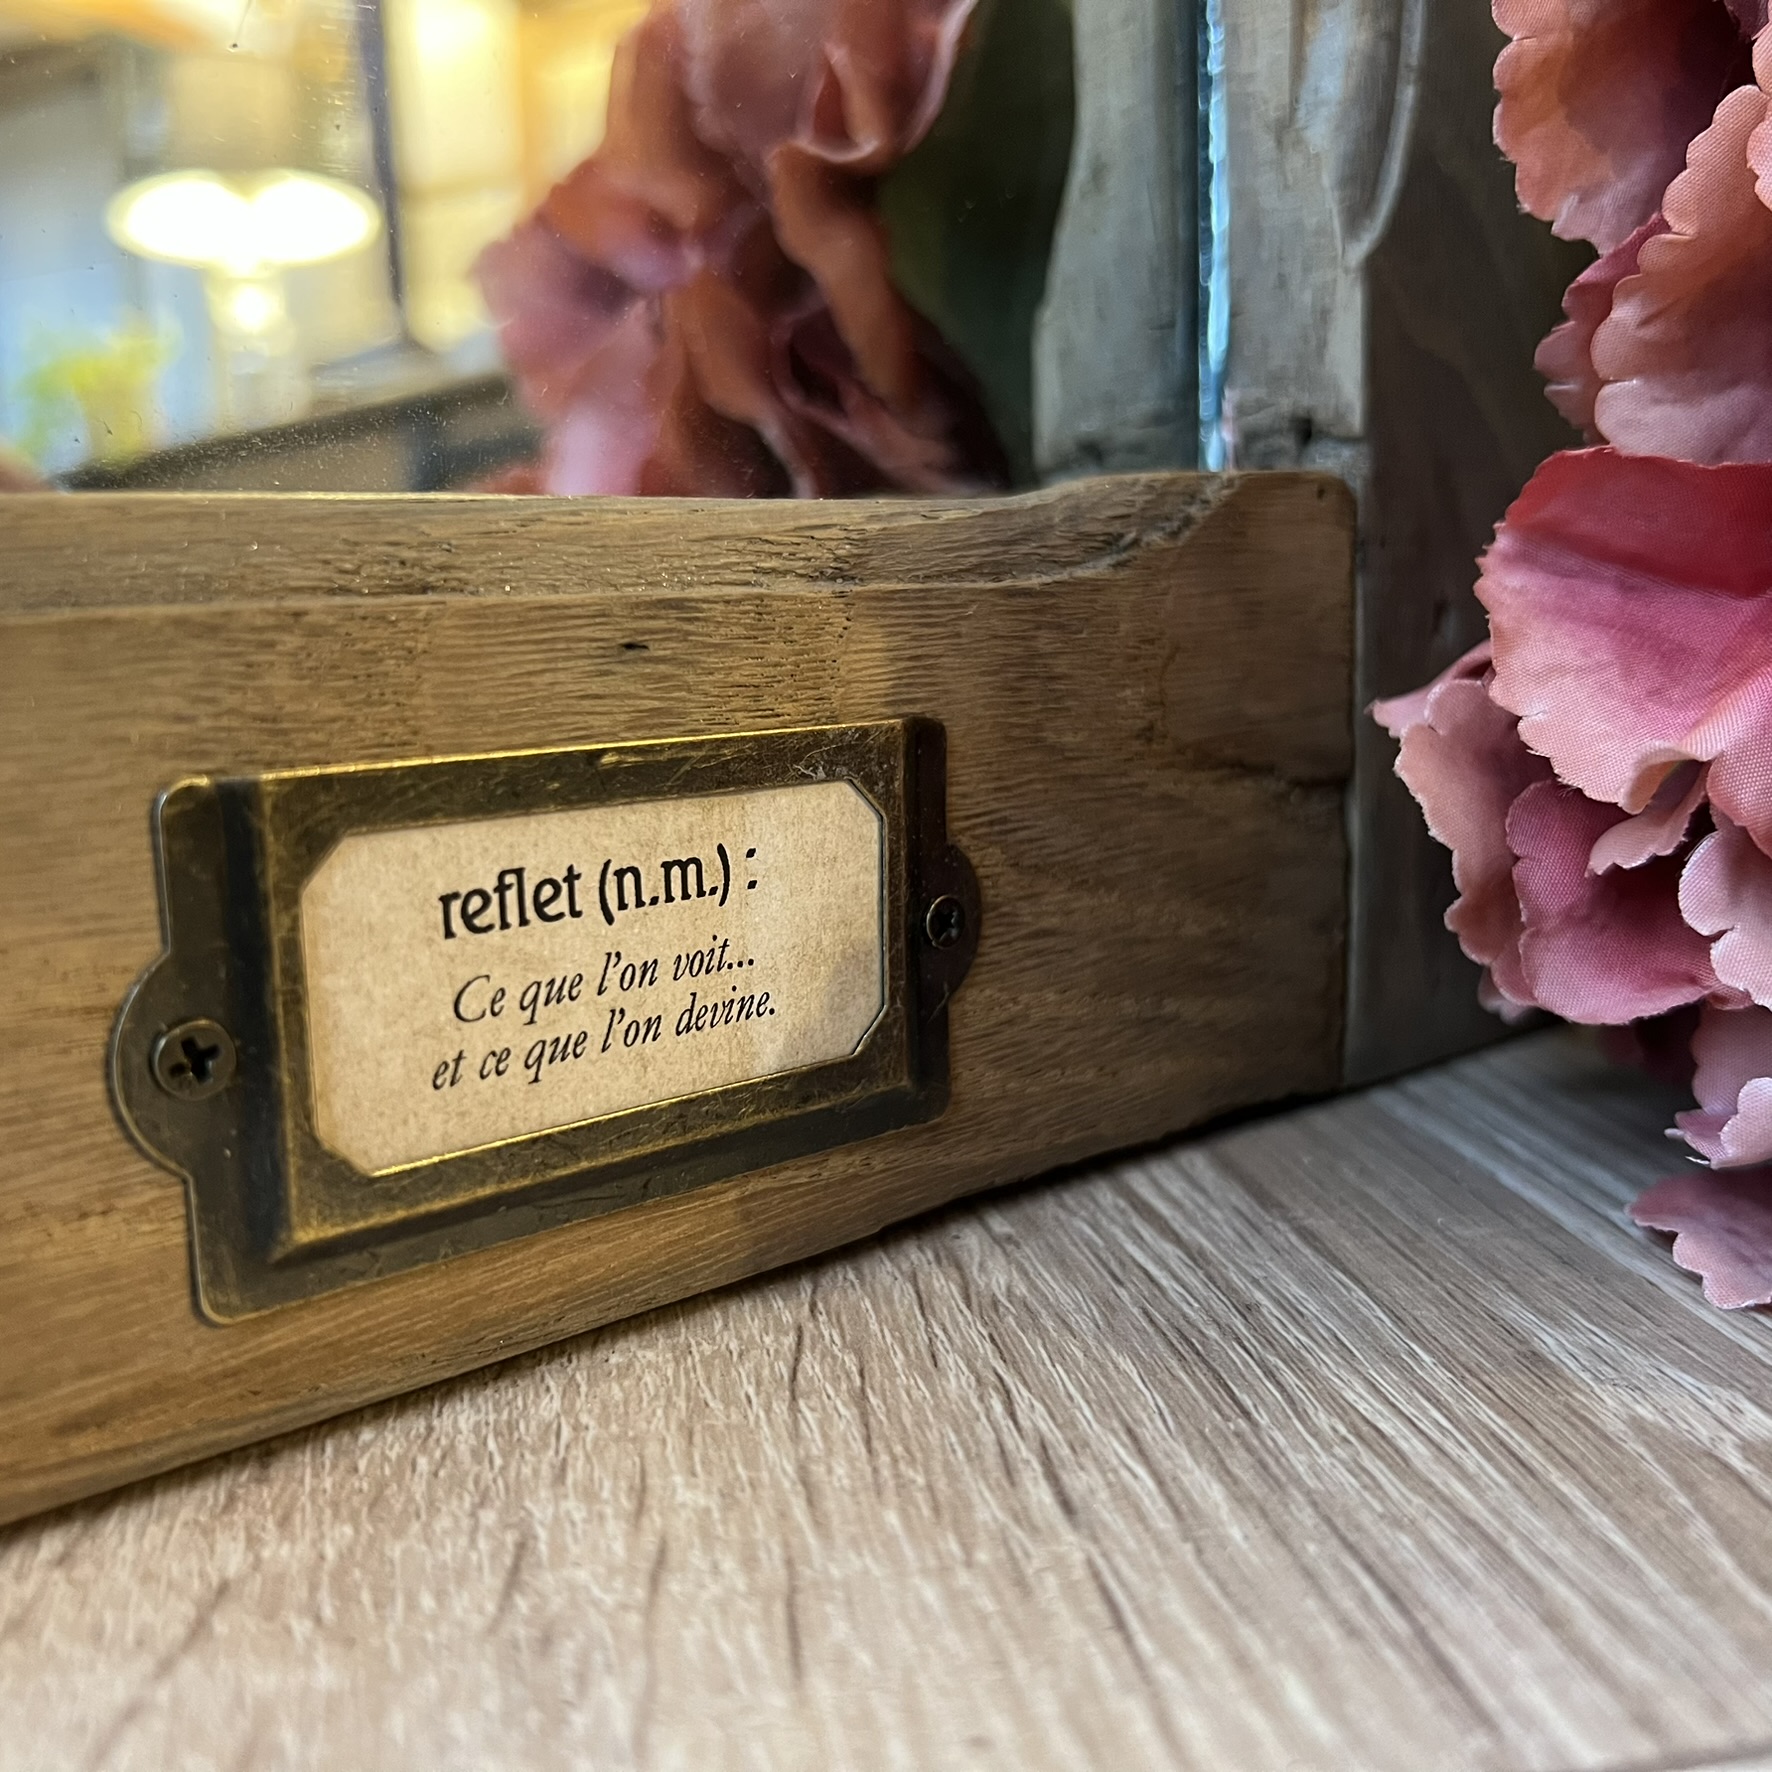 reflet (n.m.) :
Ce que l'on voit...
et ce que l'on devine.